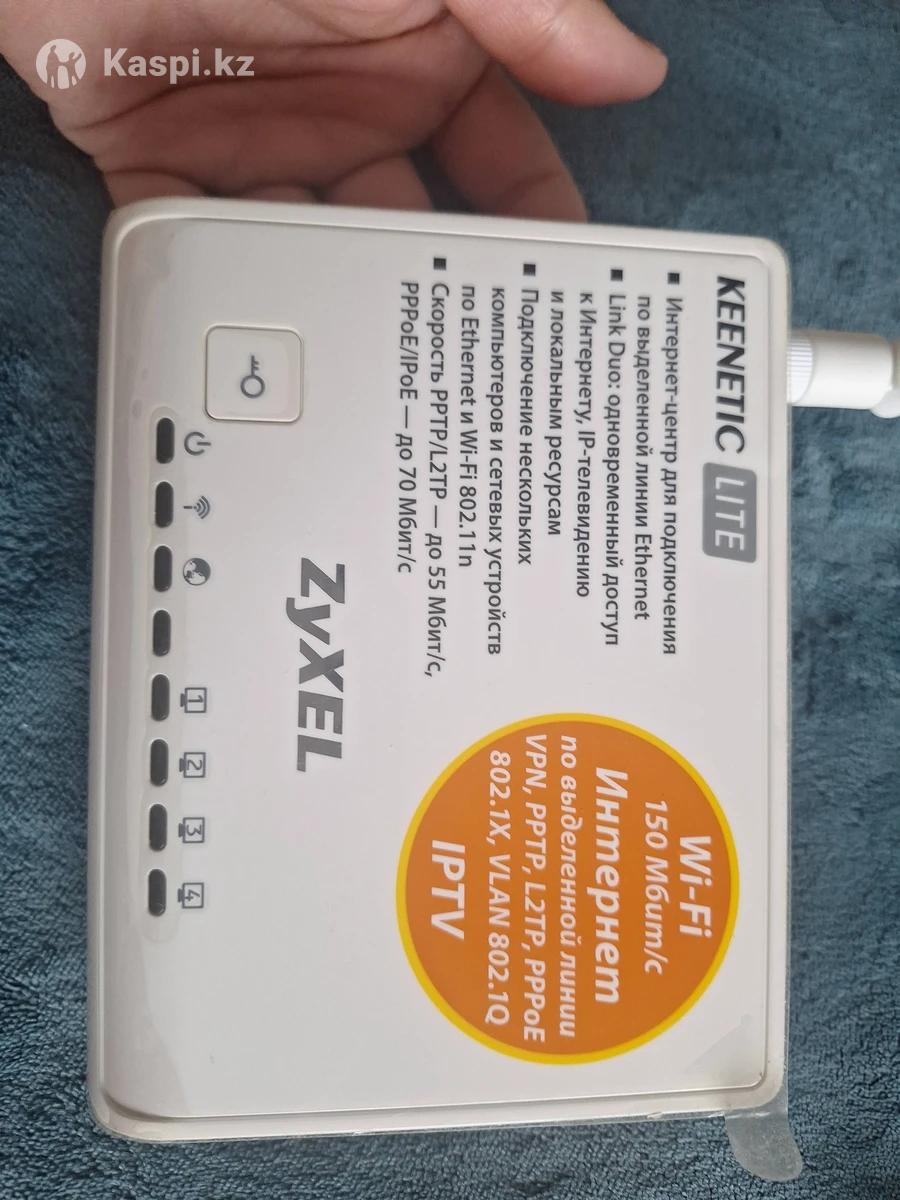 Kaspi.kz
KEENETIC LITE
▪ Интернет-центр для подключения
по выделенной линии Ethernet
▪ Link Duo: одновременный доступ
к Интернету, IP-телевидению
и локальным ресурсам
▪ Подключение нескольких
компьютеров и сетевых устройств
по Ethernet и Wi-Fi 802.11n
▪ Скорость PPTP/L2TP — до 55 Мбит/с,
PPPoE/IPoE — до 70 Мбит/с
Wi-Fi
150 Мбит/с
Интернет
по выделенной линии
VPN, PPTP, L2TP, PPPoE
802.1X, VLAN 802.1Q
IPTV
ZyXEL
1 2 3 4